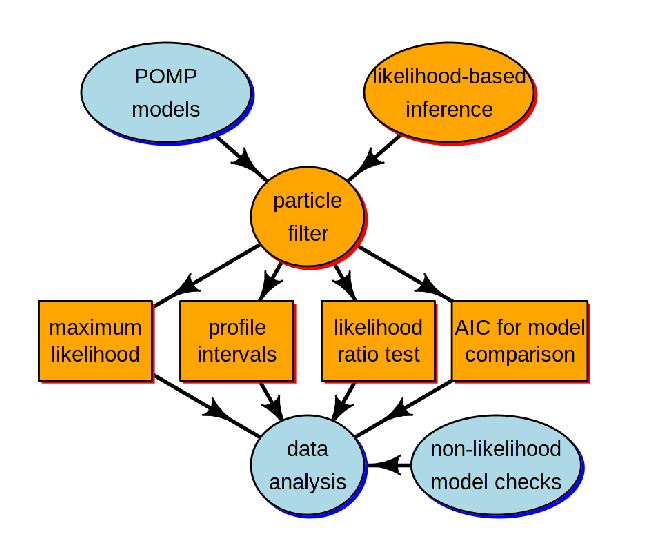 POMP
models
likelihood-based
inference
particle
filter
maximum
likelihood
profile
intervals
likelihood
ratio test
AIC for model
comparison
data
analysis
non-likelihood
model checks